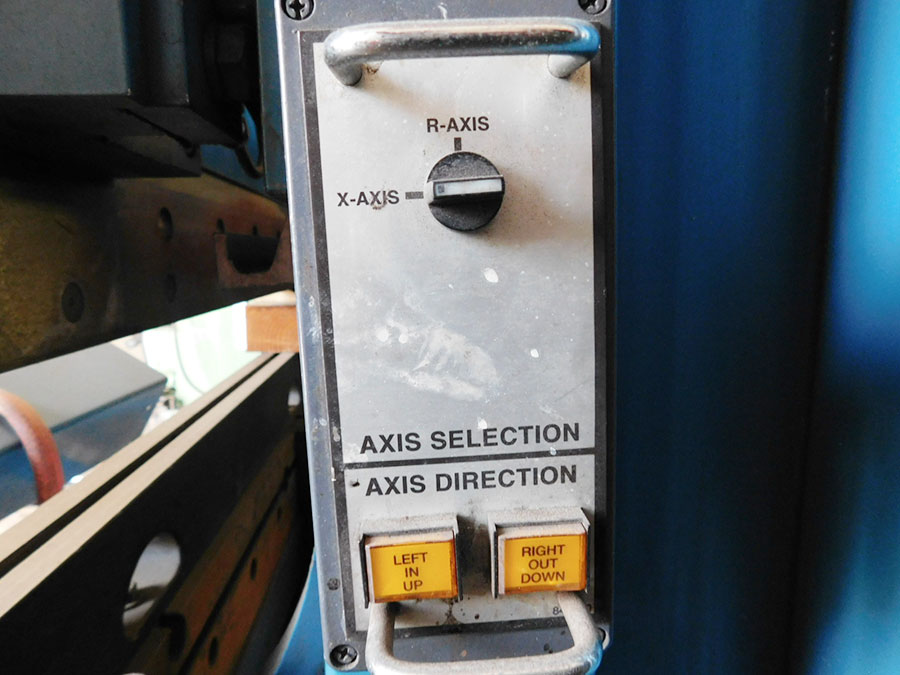 R-AXIS
X-AXIS
AXIS SELECTION
AXIS DIRECTION
LEFT
IN
UP
RIGHT
OUT
DOWN